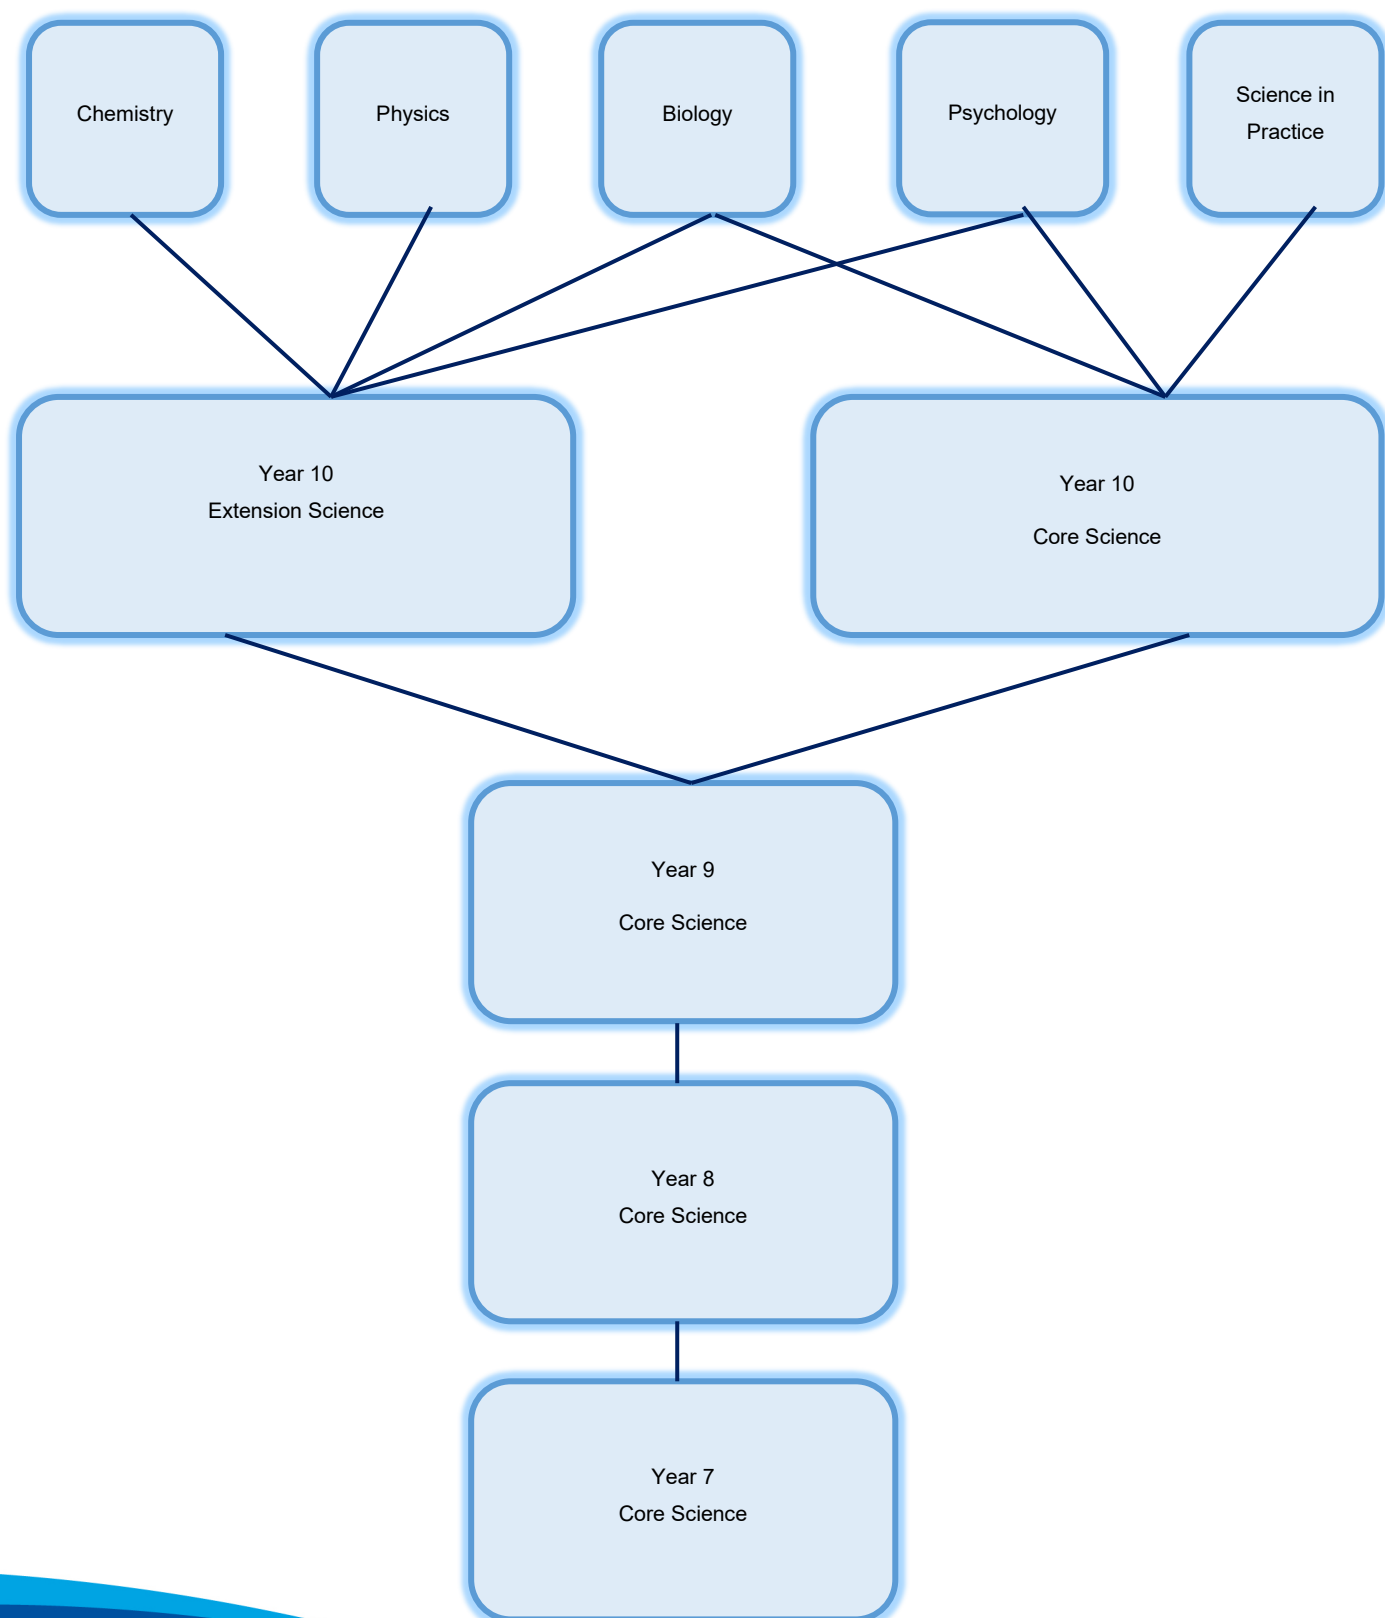 Chemistry
Physics
Biology
Psychology
Science in
Practice
Year 10
Extension Science
Year 10
Core Science
Year 9
Core Science
Year 8
Core Science
Year 7
Core Science